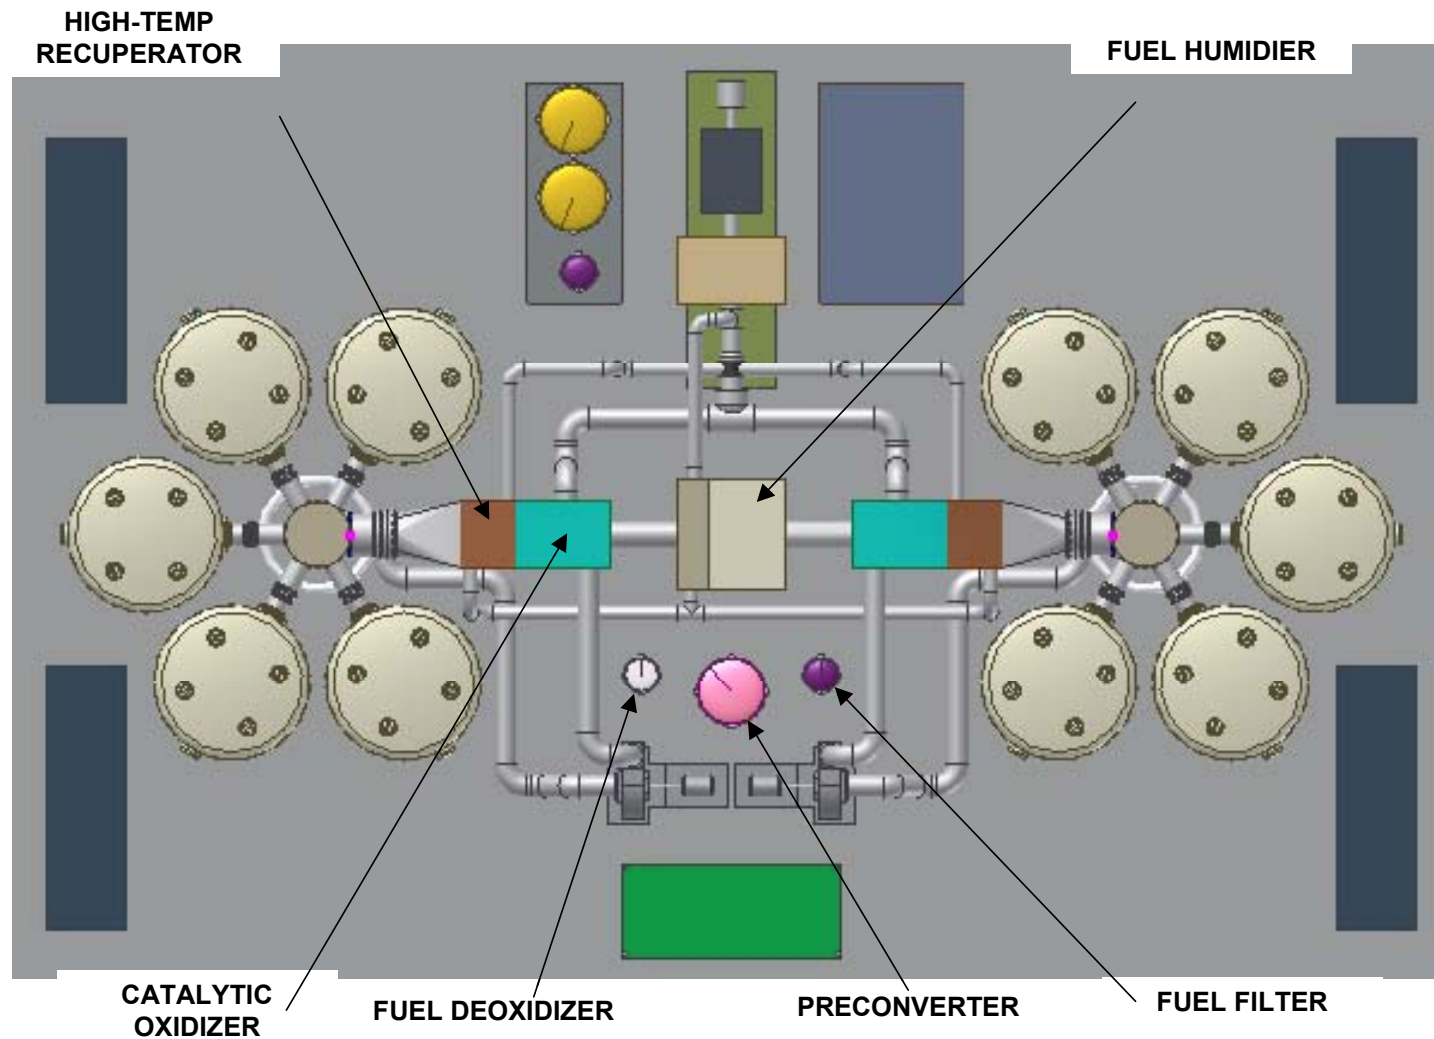 HIGH-TEMP
RECUPERATOR
FUEL HUMIDIER
CATALYTIC
OXIDIZER
FUEL DEOXIDIZER
PRECONVERTER
FUEL FILTER